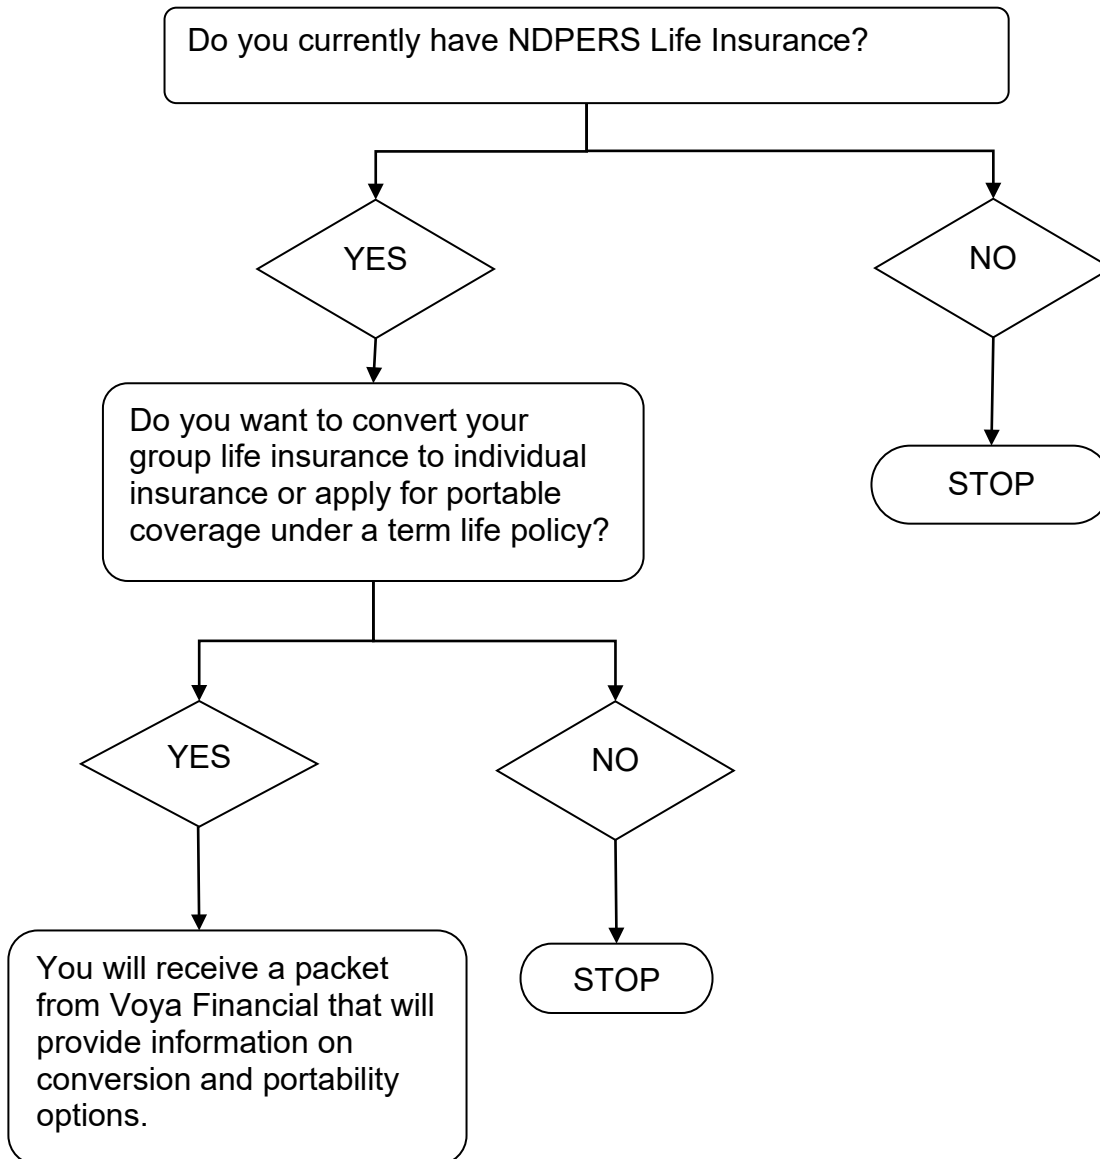 Do you currently have NDPERS Life Insurance?
YES
NO
Do you want to convert your
group life insurance to individual
insurance or apply for portable
coverage under a term life policy?
STOP
YES
NO
You will receive a packet
from Voya Financial that will
provide information on
conversion and portability
options.
STOP